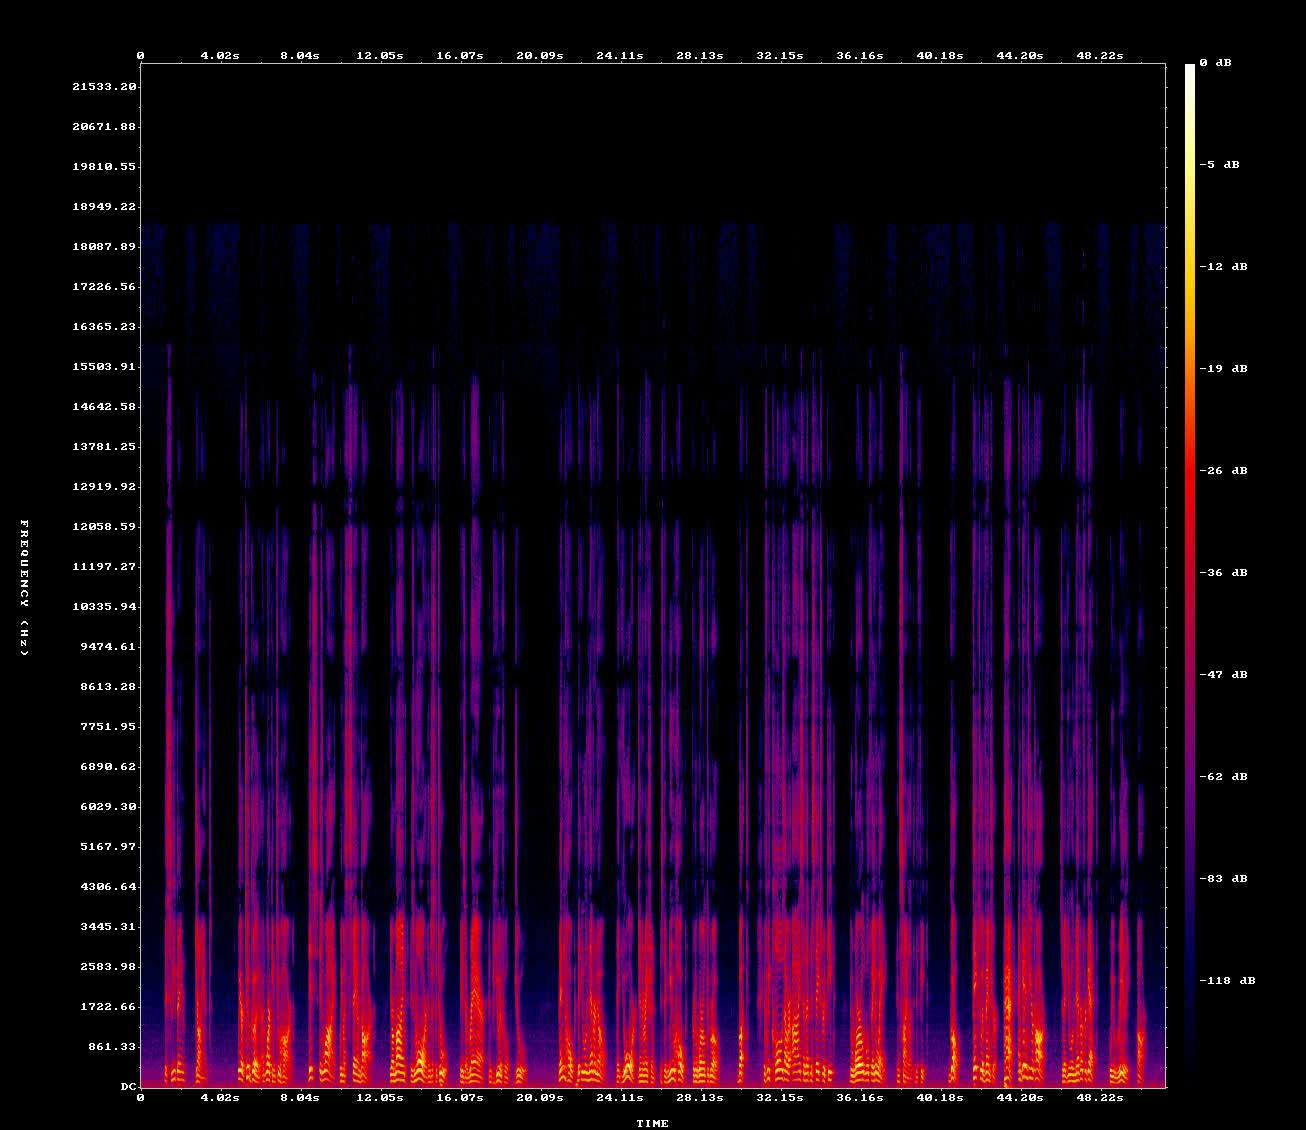 0 4.02s 8.04s 12.05s 16.07s 20.09s 24.11s 28.13s 32.15s 36.16s 40.18s 44.20s 48.22s
0 dB
21533.20
20671.88
-5 dB
19810.55
18949.22
18087.89
-12 dB
17226.56
16365.23
15503.91
-19 dB
14642.58
13781.25
-26 dB
12919.92
12058.59
11197.27
-36 dB
10335.94
9474.61
FREQUENCY (Hz)
8613.28
-47 dB
7751.95
6890.62
-62 dB
6029.30
5167.97
4306.64
-83 dB
3445.31
2583.98
-118 dB
1722.66
861.33
DC
0 4.02s 8.04s 12.05s 16.07s 20.09s 24.11s 28.13s 32.15s 36.16s 40.18s 44.20s 48.22s
TIME